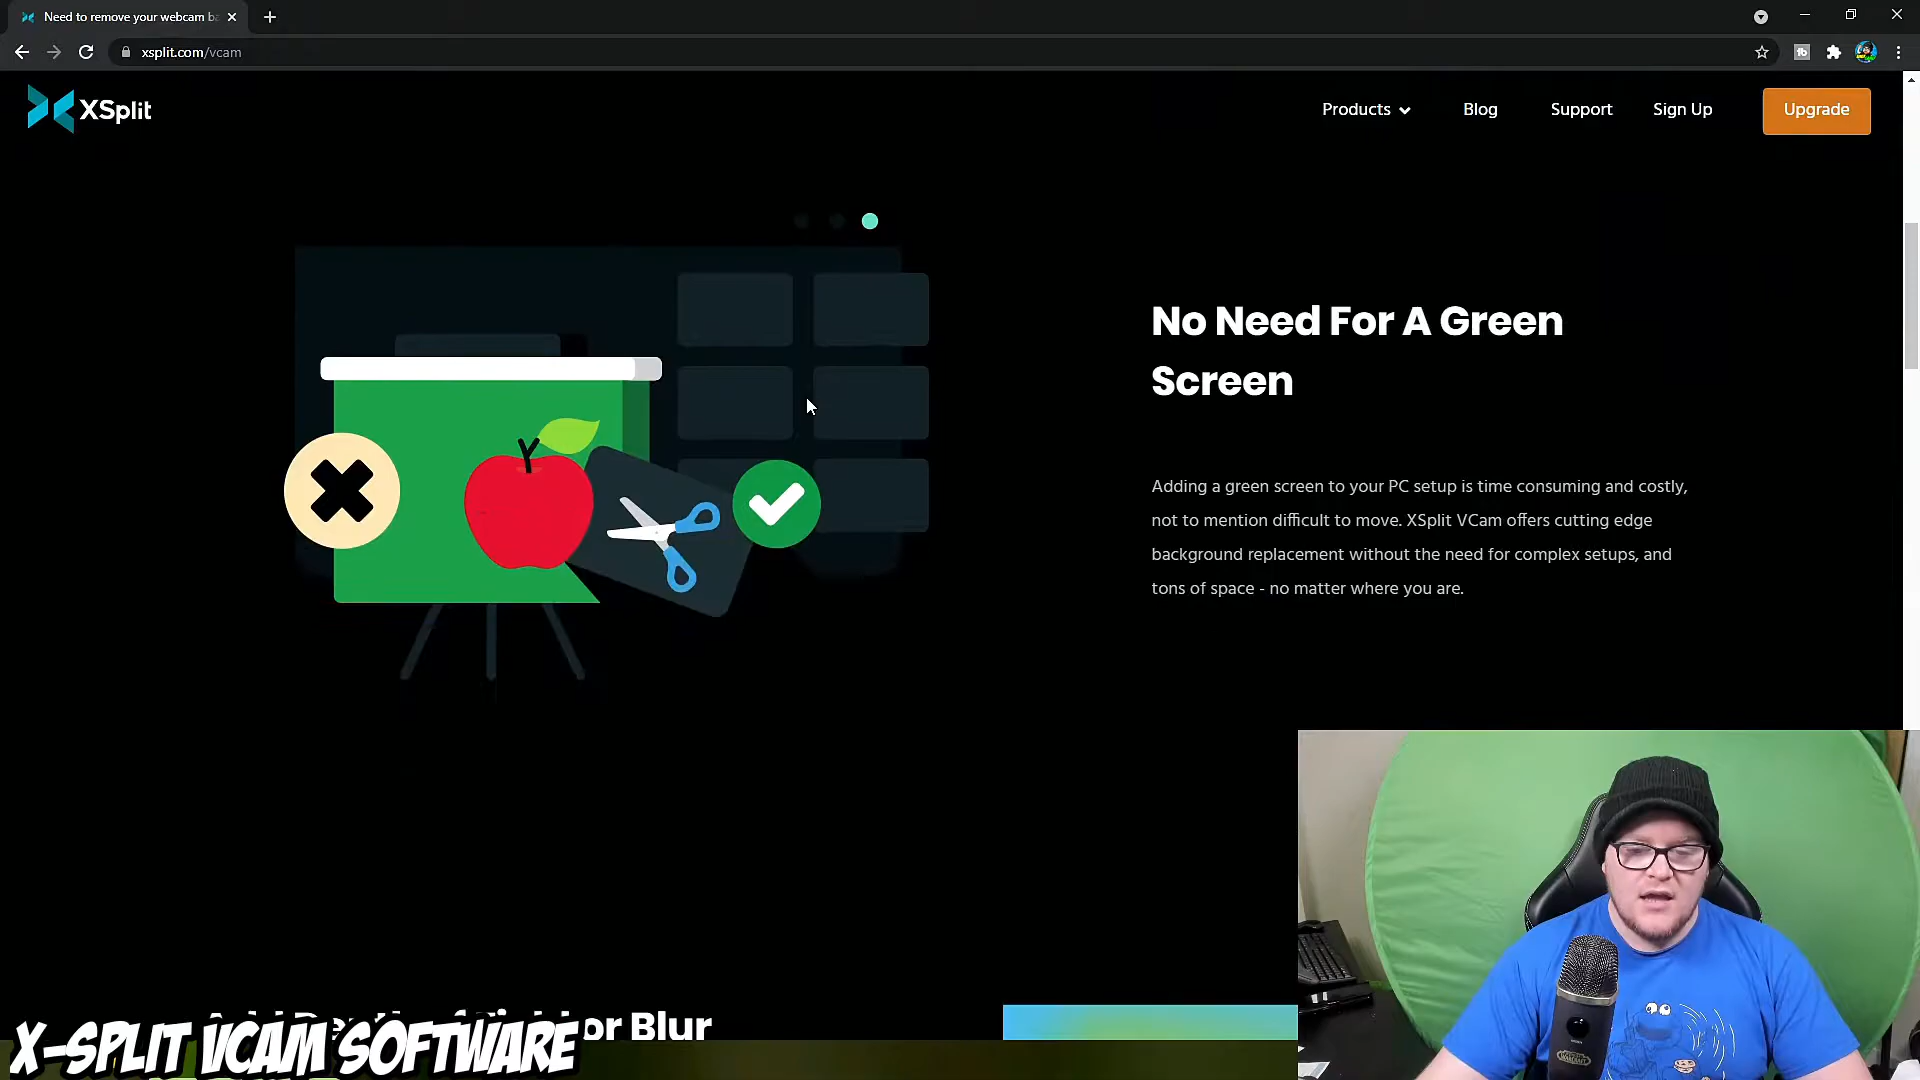 Need to remove your webcam ba
xsplit.com/vcam
XSplit
Products
Blog
Support
Sign Up
Upgrade
No Need For A Green
Screen
Adding a green screen to your PC setup is time consuming and costly,
not to mention difficult to move. XSplit VCam offers cutting edge
background replacement without the need for complex setups, and
tons of space - no matter where you are.
or Blur
X-SPLIT VCAM SOFTWARE